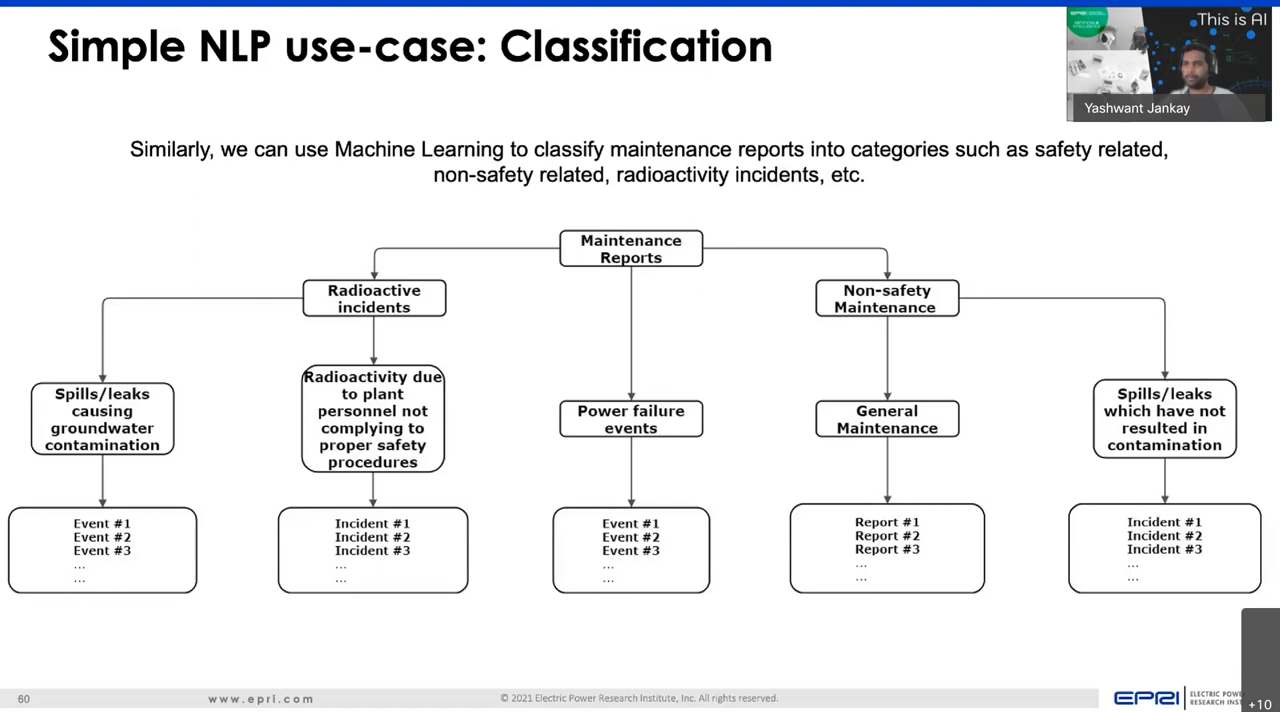 Simple NLP use-case: Classification
This is AI
Yashwant Jankay
Similarly, we can use Machine Learning to classify maintenance reports into categories such as safety related,
non-safety related, radioactivity incidents, etc.
Maintenance
Reports
Radioactive
incidents
Non-safety
Maintenance
Spills/leaks
causing
groundwater
contamination
Radioactivity due
to plant
personnel not
complying to
proper safety
procedures
Power failure
events
General
Maintenance
Spills/leaks
which have not
resulted in
contamination
Event #1
Event #2
Event #3
...
...
Incident #1
Incident #2
Incident #3
...
...
Event #1
Event #2
Event #3
...
...
Report #1
Report #2
Report #3
...
...
Incident #1
Incident #2
Incident #3
...
...
60
www.epri.com
© 2021 Electric Power Research Institute, Inc. All rights reserved.
EPRI
ELECTRIC POW
RESEARCH INST
+10